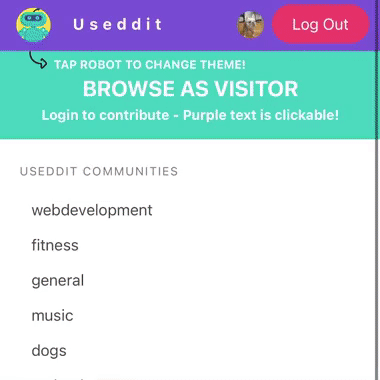 Useddit
Log Out
TAP ROBOT TO CHANGE THEME!
BROWSE AS VISITOR
Login to contribute - Purple text is clickable!
USEDDIT COMMUNITIES
webdevelopment
fitness
general
music
dogs